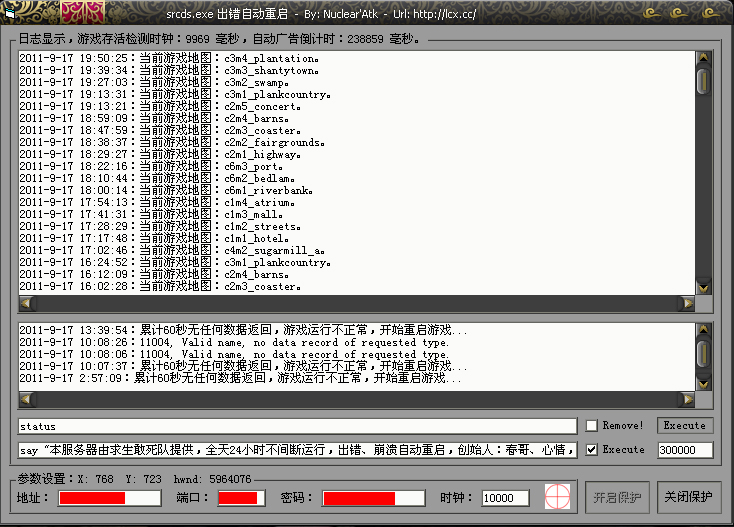 srcds.exe 出错自动重启 - By: Nuclear'Atk - Url: http://lcx.cc/
日志显示，游戏存活检测时钟：9969 毫秒，自动广告倒计时：238859 毫秒。
2011-9-17 19:50:25：当前游戏地图：c3m4_plantation。
2011-9-17 19:39:34：当前游戏地图：c3m3_shantytown。
2011-9-17 19:27:03：当前游戏地图：c3m2_swamp。
2011-9-17 19:13:31：当前游戏地图：c3m1_plankcountry。
2011-9-17 19:13:21：当前游戏地图：c2m5_concert。
2011-9-17 18:59:09：当前游戏地图：c2m4_barns。
2011-9-17 18:47:59：当前游戏地图：c2m3_coaster。
2011-9-17 18:38:37：当前游戏地图：c2m2_fairgrounds。
2011-9-17 18:29:27：当前游戏地图：c2m1_highway。
2011-9-17 18:22:16：当前游戏地图：c6m3_port。
2011-9-17 18:10:44：当前游戏地图：c6m2_bedlam。
2011-9-17 18:00:14：当前游戏地图：c6m1_riverbank。
2011-9-17 17:54:13：当前游戏地图：c1m4_atrium。
2011-9-17 17:41:31：当前游戏地图：c1m3_mall。
2011-9-17 17:28:29：当前游戏地图：c1m2_streets。
2011-9-17 17:17:48：当前游戏地图：c1m1_hotel。
2011-9-17 17:02:46：当前游戏地图：c4m2_sugarmill_a。
2011-9-17 16:24:52：当前游戏地图：c3m1_plankcountry。
2011-9-17 16:12:09：当前游戏地图：c2m4_barns。
2011-9-17 16:02:28：当前游戏地图：c2m3_coaster。
2011-9-17 13:39:54：累计60秒无任何数据返回，游戏运行不正常，开始重启游戏...
2011-9-17 10:08:26：11004, Valid name, no data record of requested type.
2011-9-17 10:08:06：11004, Valid name, no data record of requested type.
2011-9-17 10:07:37：累计60秒无任何数据返回，游戏运行不正常，开始重启游戏...
2011-9-17 2:57:09：累计60秒无任何数据返回，游戏运行不正常，开始重启游戏...
status Remove! Execute
say "本服务器由求生敢死队提供，全天24小时不间断运行，出错、崩溃自动重启，创始人：春哥、心情， Execute 300000
参数设置：X: 768 Y: 723 hwnd: 5964076
地址： 端口： 密码： 时钟： 10000 开启保护 关闭保护